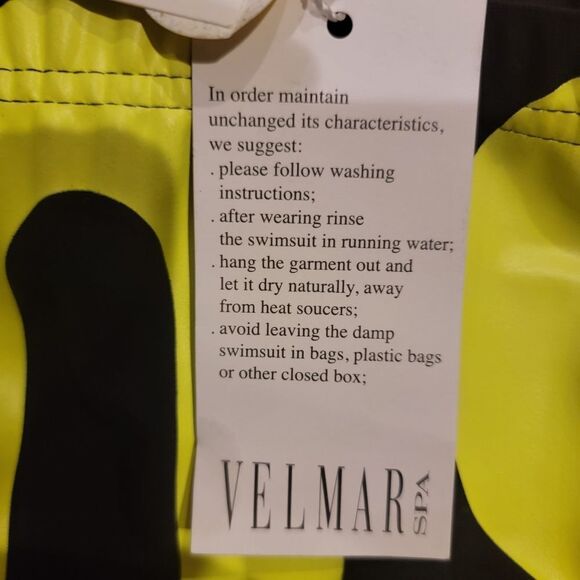 In order maintain
unchanged its characteristics,
we suggest:
. please follow washing
instructions;
. after wearing rinse
the swimsuit in running water;
. hang the garment out and
let it dry naturally, away
from heat soucers;
. avoid leaving the damp
swimsuit in bags, plastic bags
or other closed box;
VELMAR SPA